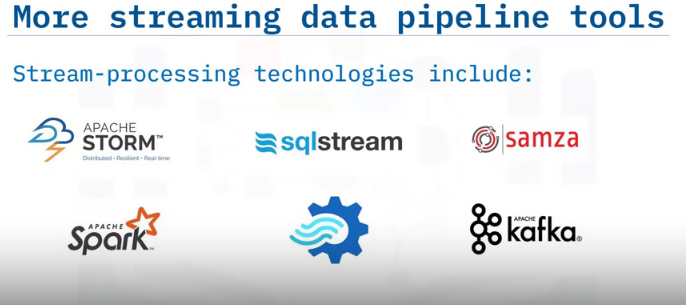 More streaming data pipeline tools
Stream-processing technologies include:
APACHE
STORM™
Distributed • Resilient • Real-time
sqlstream
samza
APACHE
Spark™
APACHE
kafka®